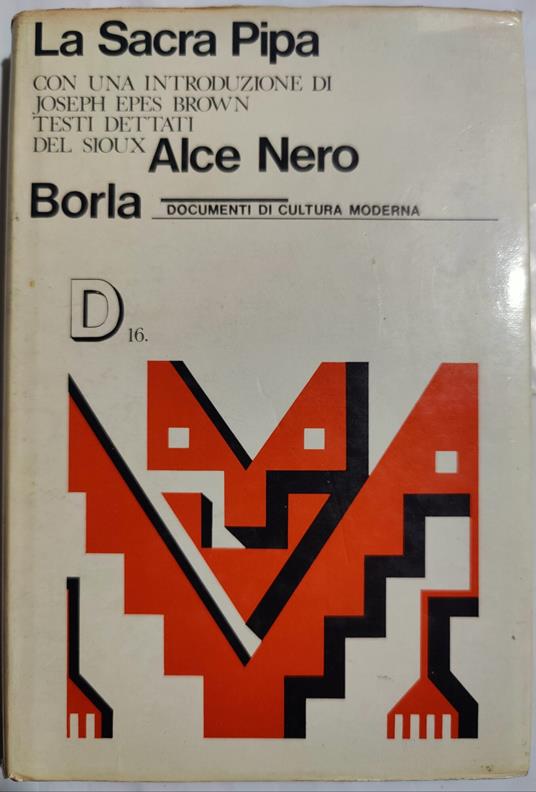 La Sacra Pipa
CON UNA INTRODUZIONE DI
JOSEPH EPES BROWN
TESTI DETTATI
DEL SIOUX Alce Nero
Borla DOCUMENTI DI CULTURA MODERNA
D 16.